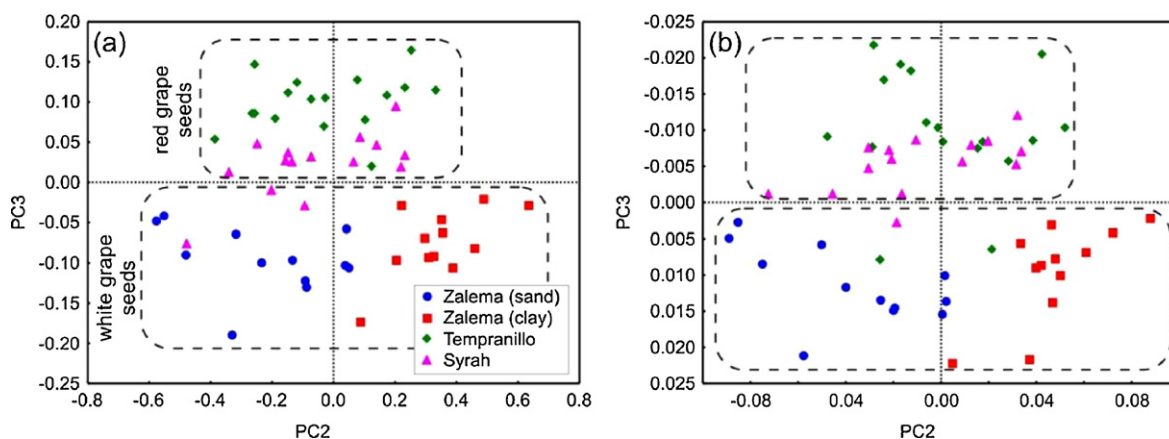 (a)
0.20
0.15
0.10
0.05
0.00
-0.05
-0.10
-0.15
-0.20
-0.25
PC3
red grape
seeds
white grape
seeds
Zalema (sand)
Zalema (clay)
Tempranillo
Syrah
-0.8 -0.6 -0.4 -0.2 0.0 0.2 0.4 0.6 0.8
PC2
(b)
-0.025
-0.020
-0.015
-0.010
-0.005
0.000
0.005
0.010
0.015
0.020
0.025
PC3
-0.08 0.04 0.00 0.04 0.08
PC2